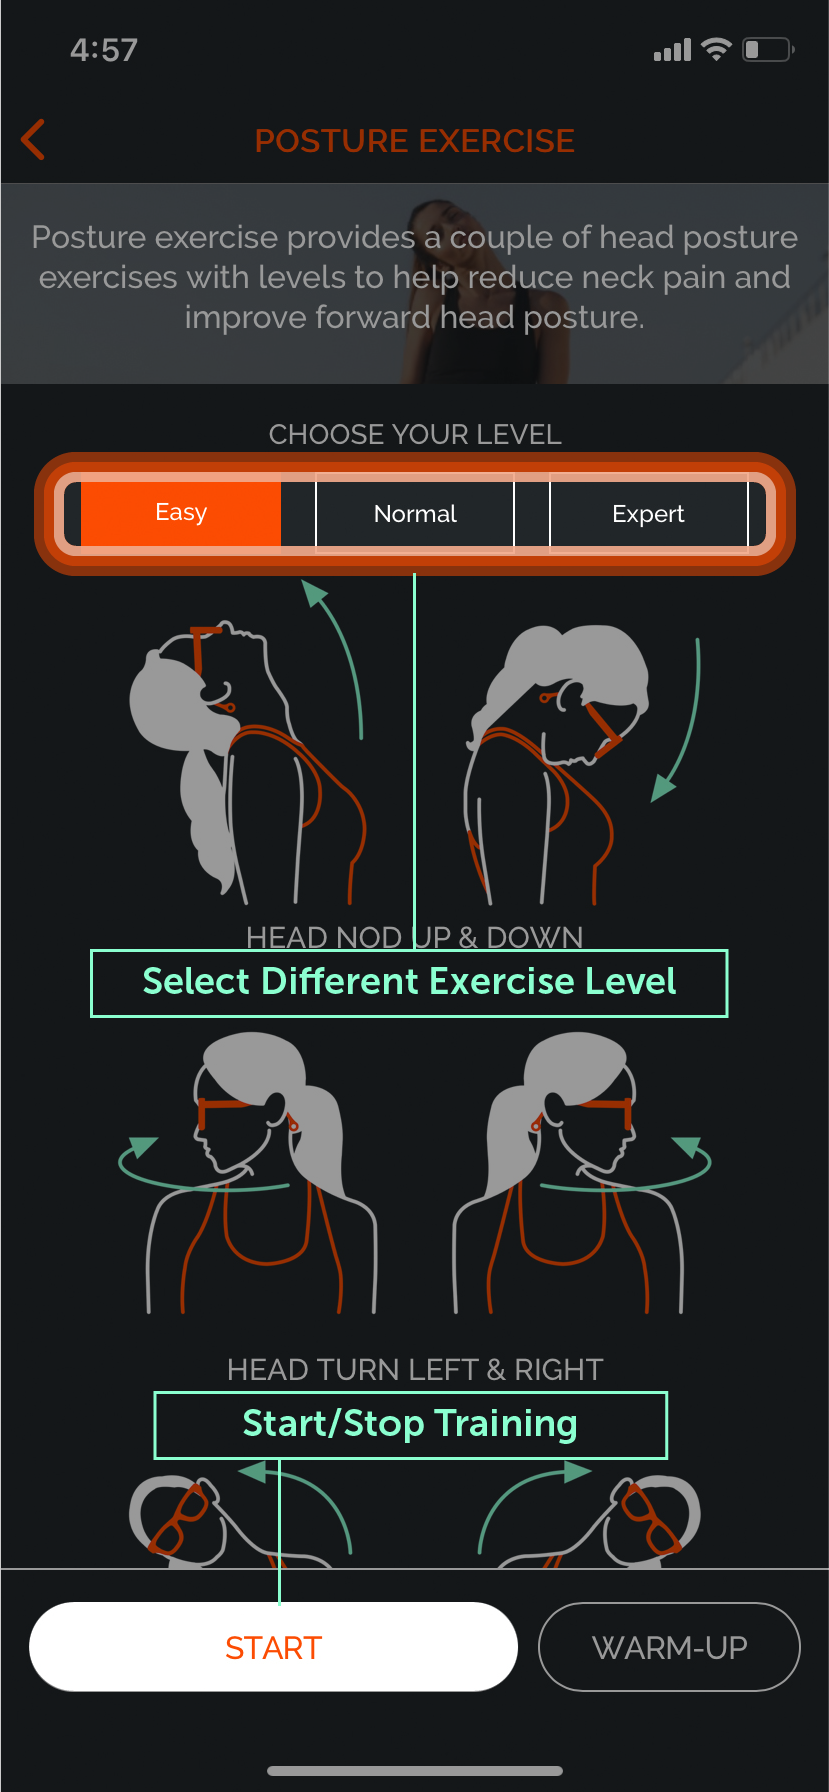 4:57
POSTURE EXERCISE
Posture exercise provides a couple of head posture
exercises with levels to help reduce neck pain and
improve forward head posture.
CHOOSE YOUR LEVEL
Easy Normal Expert
HEAD NOD UP & DOWN
Select Different Exercise Level
HEAD TURN LEFT & RIGHT
Start/Stop Training
START WARM-UP